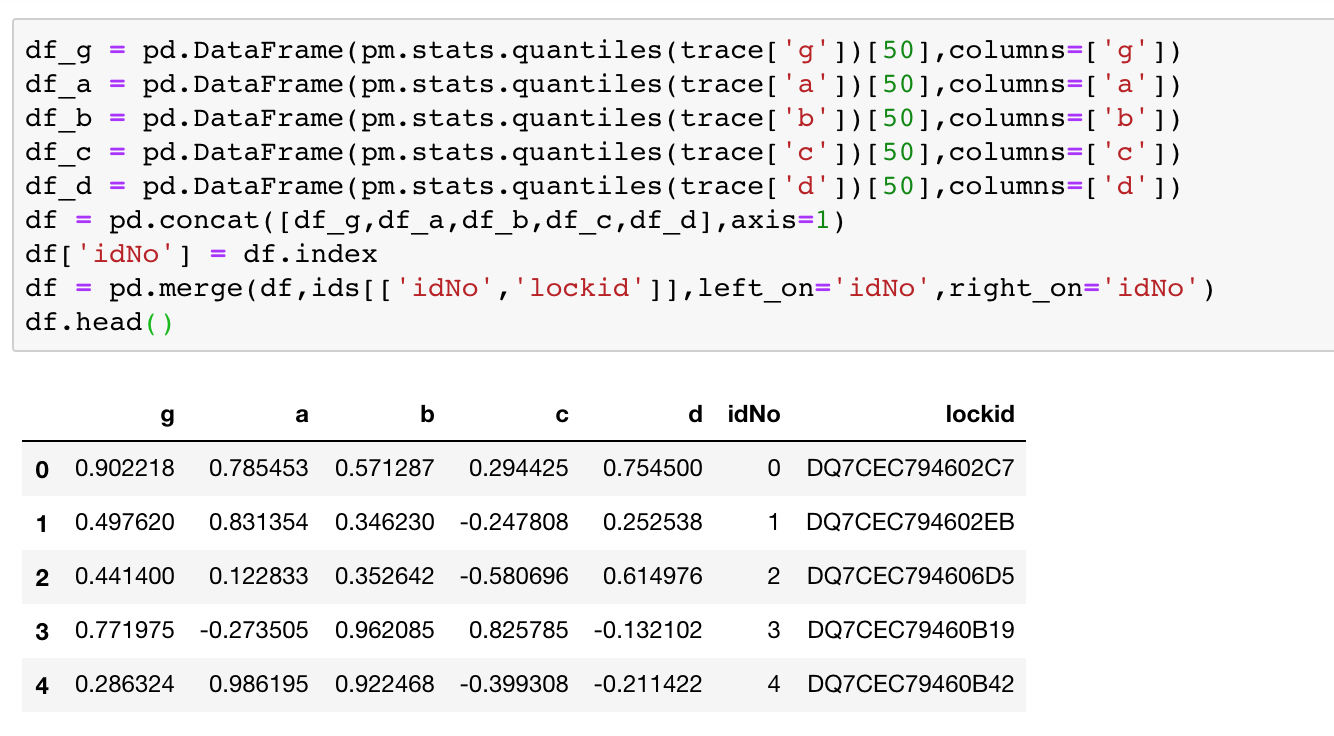 df_g = pd.DataFrame(pm.stats.quantiles(trace['g'])[50],columns=['g'])
df_a = pd.DataFrame(pm.stats.quantiles(trace['a'])[50],columns=['a'])
df_b = pd.DataFrame(pm.stats.quantiles(trace['b'])[50],columns=['b'])
df_c = pd.DataFrame(pm.stats.quantiles(trace['c'])[50],columns=['c'])
df_d = pd.DataFrame(pm.stats.quantiles(trace['d'])[50],columns=['d'])
df = pd.concat([df_g,df_a,df_b,df_c,df_d],axis=1)
df['idNo'] = df.index
df = pd.merge(df,ids[['idNo','lockid']],left_on='idNo',right_on='idNo')
df.head()
g a b c d idNo lockid
0 0.902218 0.785453 0.571287 0.294425 0.754500 0 DQ7CEC794602C7
1 0.497620 0.831354 0.346230 -0.247808 0.252538 1 DQ7CEC794602EB
2 0.441400 0.122833 0.352642 -0.580696 0.614976 2 DQ7CEC794606D5
3 0.771975 -0.273505 0.962085 0.825785 -0.132102 3 DQ7CEC79460B19
4 0.286324 0.986195 0.922468 -0.399308 -0.211422 4 DQ7CEC79460B42